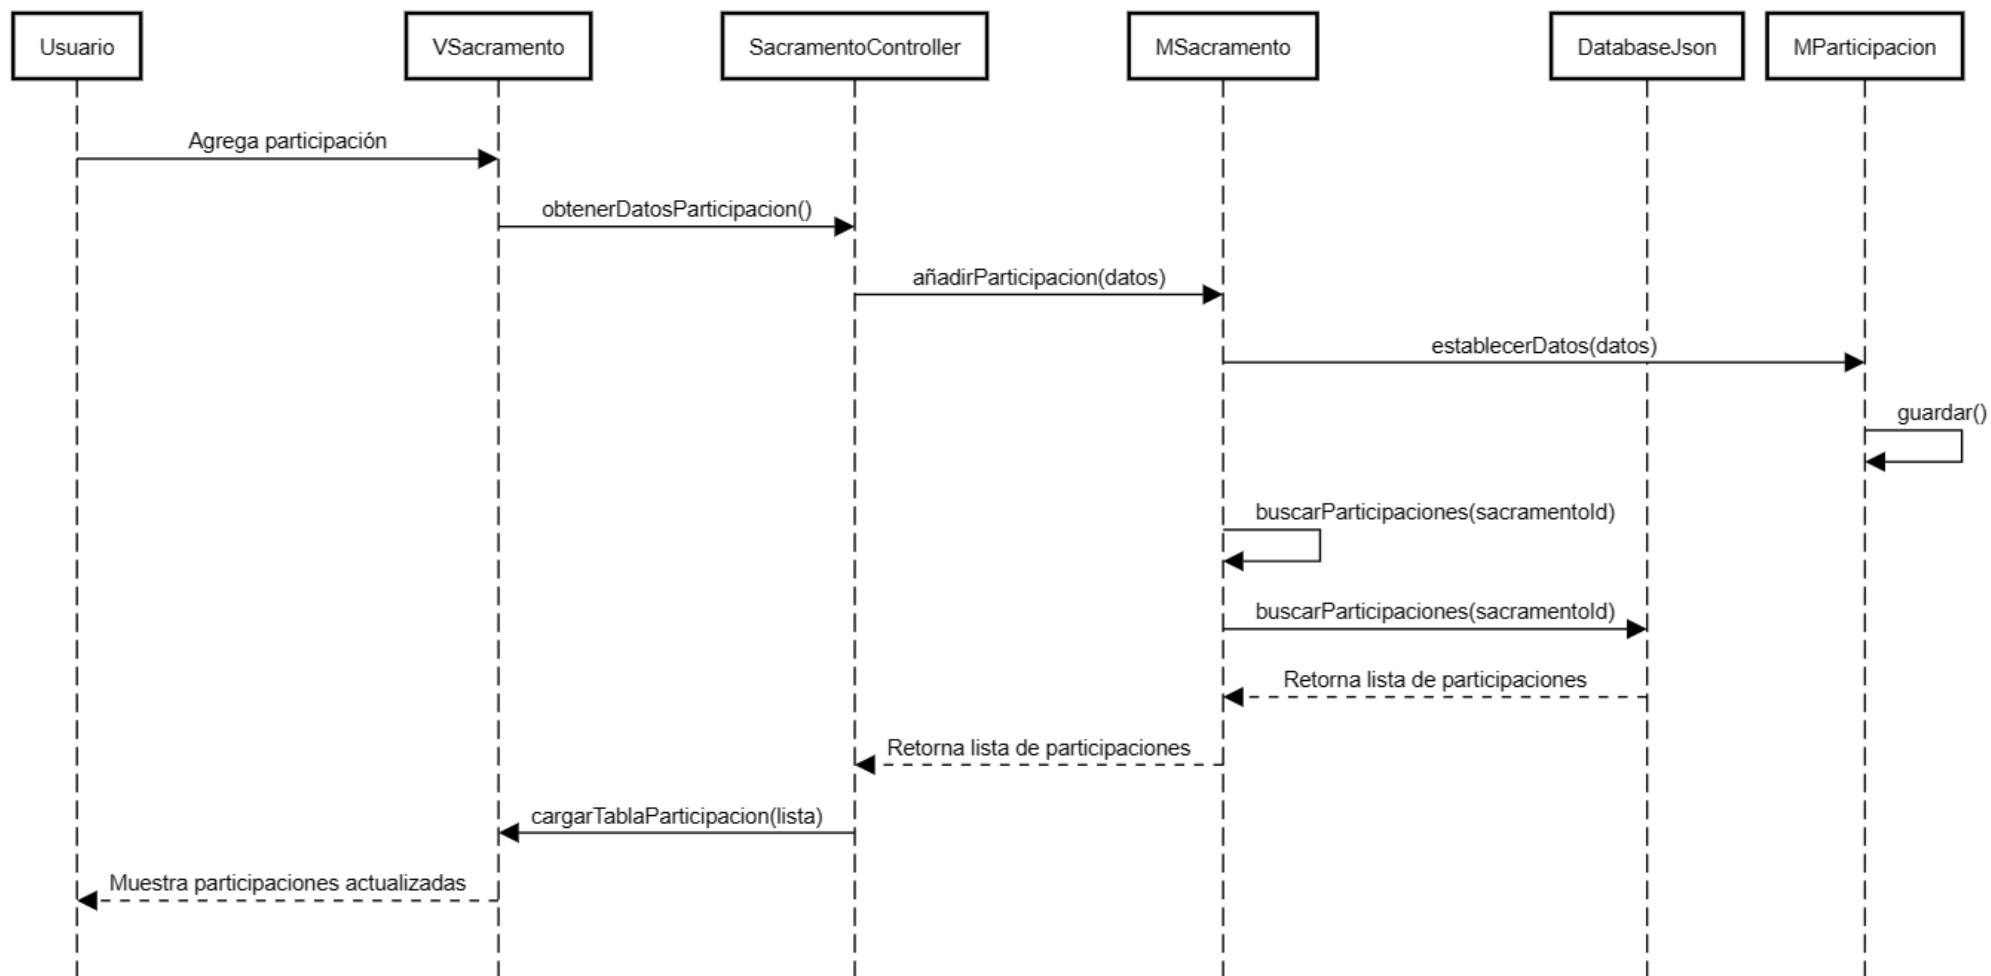 Usuario
VSacramento
SacramentoController
MSacramento
DatabaseJson
MParticipacion
Agrega participación
obtenerDatosParticipacion()
añadirParticipacion(datos)
establecerDatos(datos)
guardar()
buscarParticipaciones(sacramentoId)
buscarParticipaciones(sacramentoId)
Retorna lista de participaciones
Retorna lista de participaciones
cargarTablaParticipacion(lista)
Muestra participaciones actualizadas